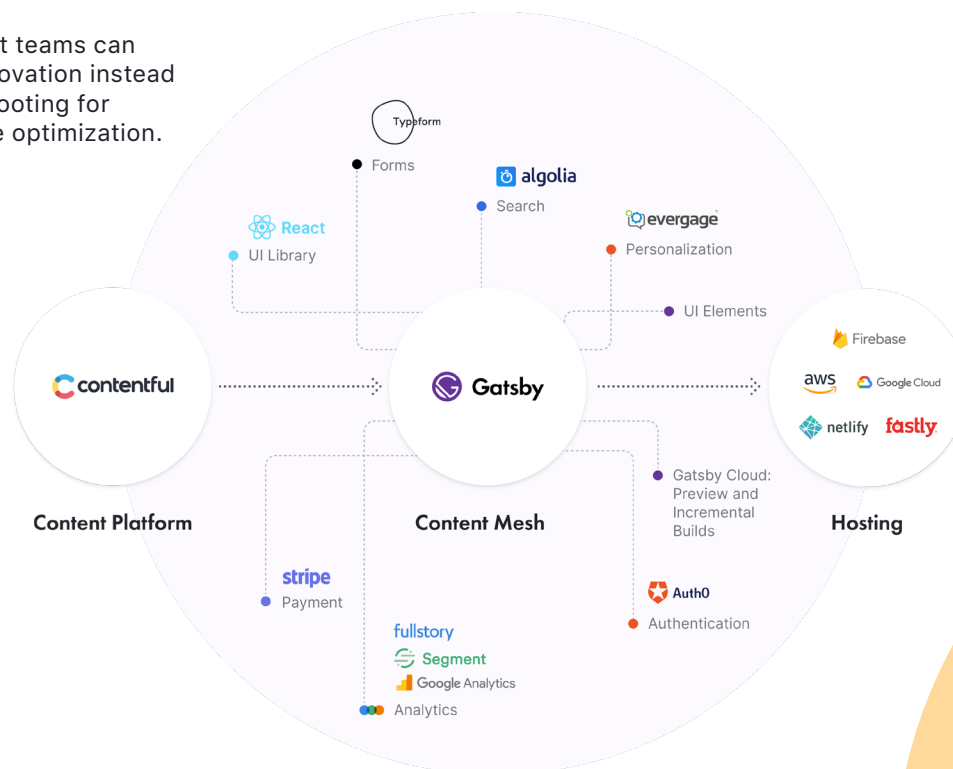 t teams can
ovation instead
ooting for
e optimization.
Typeform
Forms
algolia
Search
React
UI Library
evergage
Personalization
UI Elements
Firebase
aws
Google Cloud
netlify
fastly
contentful
Gatsby
Gatsby Cloud:
Preview and
Incremental
Builds
Content Platform
Content Mesh
Hosting
stripe
Payment
Auth0
Authentication
fullstory
Segment
Google Analytics
Analytics